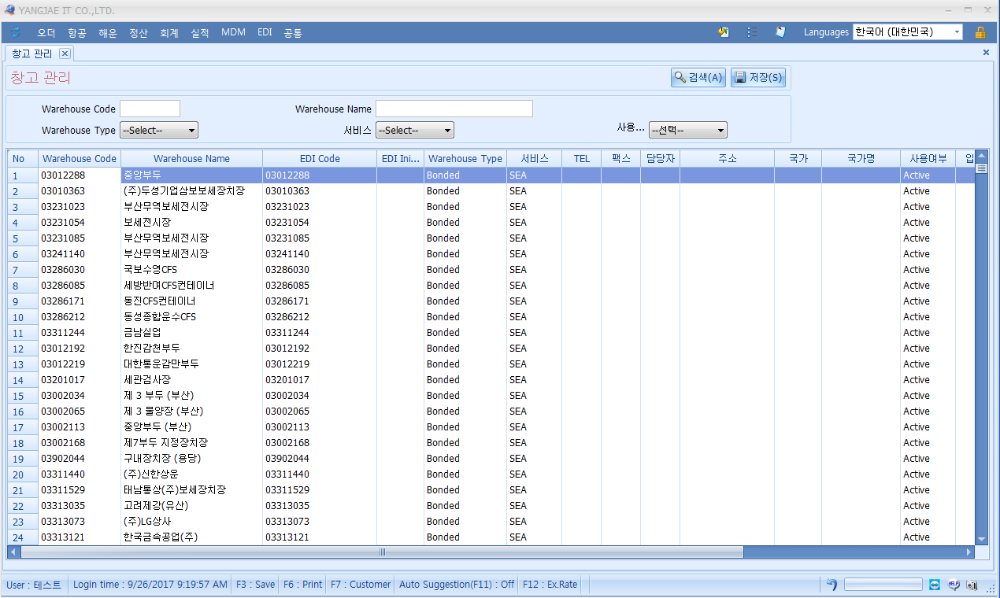 YANGJAE IT CO.,LTD.
오더 항공 해운 정산 회계 실적 MDM EDI 공통 Languages 한국어 (대한민국)
창고 관리
창고 관리 검색(A) 저장(S)
Warehouse Code Warehouse Name
Warehouse Type --Select-- 서비스 --Select-- 사용... --선택--
No Warehouse Code Warehouse Name EDI Code EDI Ini... Warehouse Type 서비스 TEL 팩스 담당자 주소 국가 국가명 사용여부
1 03012288 중앙부두 03012288 Bonded SEA Active
2 03010363 (주)두성기업삼보보세장치장 03010363 Bonded SEA Active
3 03231023 부산무역보세전시장 03231023 Bonded SEA Active
4 03231054 보세전시장 03231054 Bonded SEA Active
5 03231085 부산무역보세전시장 03231085 Bonded SEA Active
6 03241140 부산무역보세전시장 03241140 Bonded SEA Active
7 03286030 국보수영CFS 03286030 Bonded SEA Active
8 03286085 세방반여CFS컨테이너 03286085 Bonded SEA Active
9 03286171 동진CFS컨테이너 03286171 Bonded SEA Active
10 03286212 동성종합운수CFS 03286212 Bonded SEA Active
11 03311244 금남실업 03311244 Bonded SEA Active
12 03012192 한진감천부두 03012192 Bonded SEA Active
13 03012219 대한통운감만부두 03012219 Bonded SEA Active
14 03201017 세관검사장 03201017 Bonded SEA Active
15 03002034 제 3 부두 (부산) 03002034 Bonded SEA Active
16 03002065 제 3 물양장 (부산) 03002065 Bonded SEA Active
17 03002113 중앙부두 (부산) 03002113 Bonded SEA Active
18 03002168 제7부두 지정장치장 03002168 Bonded SEA Active
19 03902044 구내장치장 (용당) 03902044 Bonded SEA Active
20 03311440 (주)신한상운 03311440 Bonded SEA Active
21 03311529 태남통상(주)보세장치장 03311529 Bonded SEA Active
22 03313035 고려제강(유산) 03313035 Bonded SEA Active
23 03313073 (주)LG상사 03313073 Bonded SEA Active
24 03313121 한국금속공업(주) 03313121 Bonded SEA Active
User : 테스트 Login time : 9/26/2017 9:19:57 AM F3 : Save F6 : Print F7 : Customer Auto Suggestion(F11) : Off F12 : Ex.Rate HELP